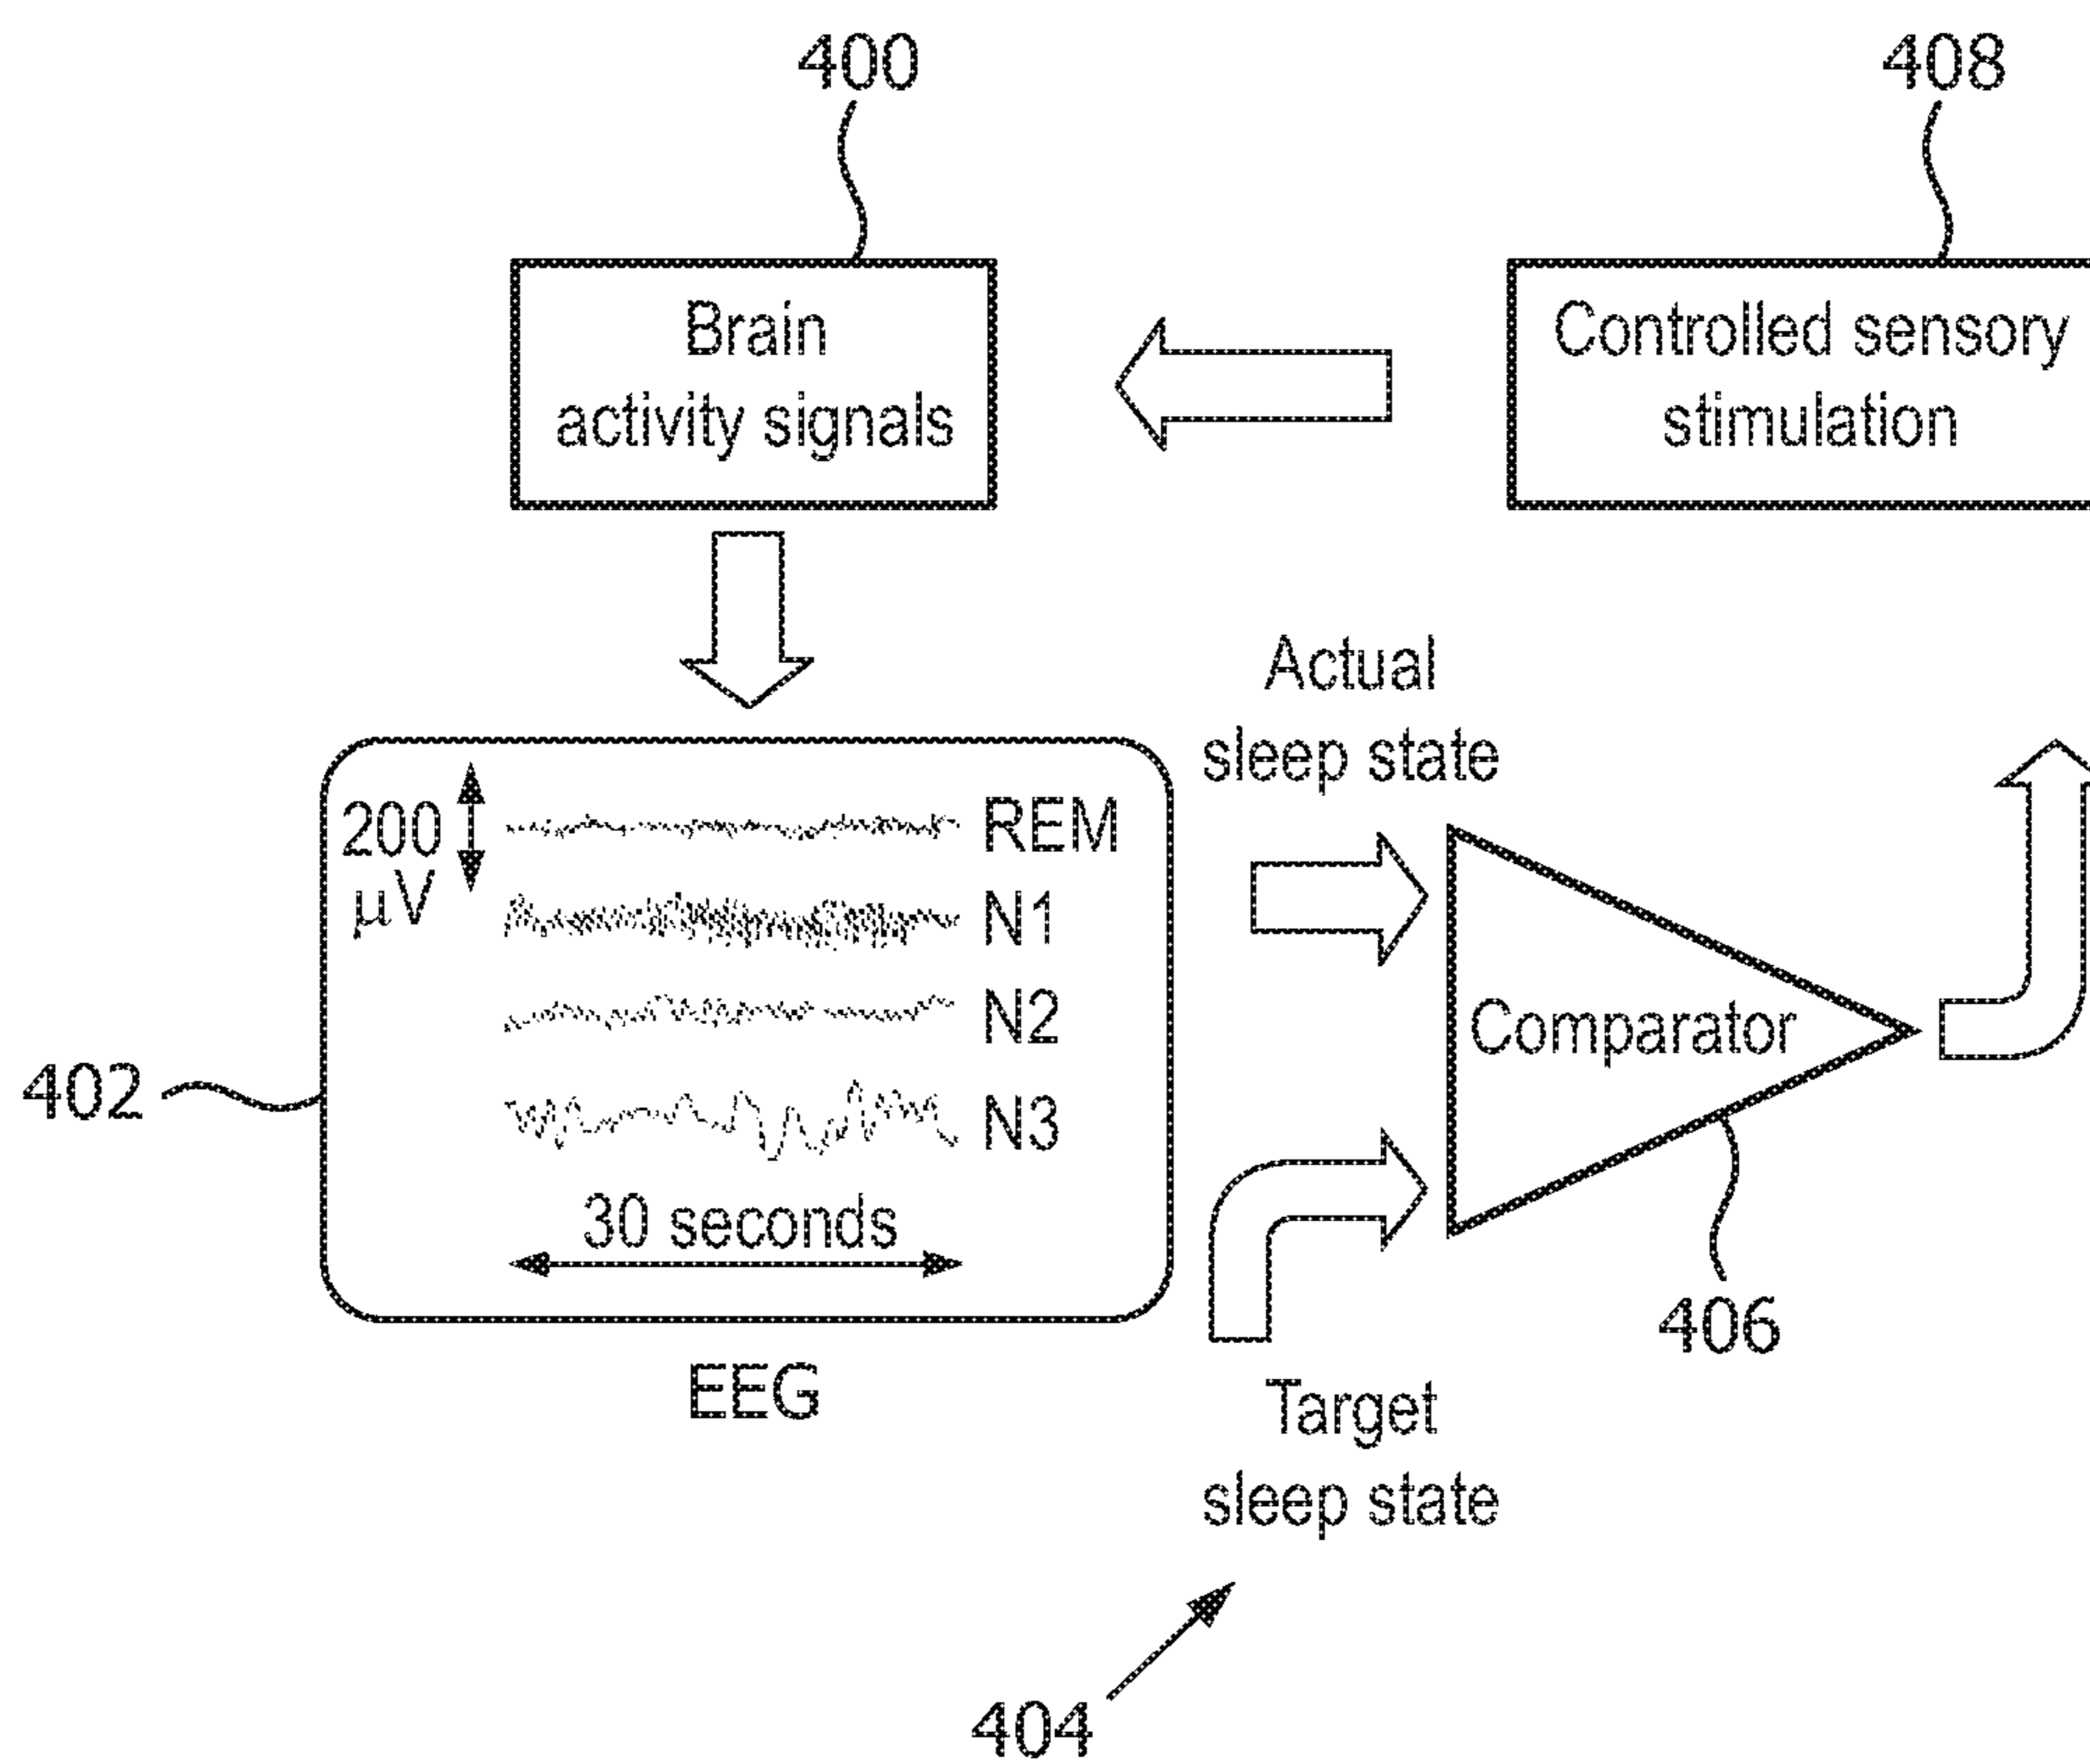 400
408
Brain
activity signals
Controlled sensory
stimulation
Actual
sleep state
200
µV
REM
N1
N2
N3
30 seconds
402
EEG
Comparator
406
Target
sleep state
404